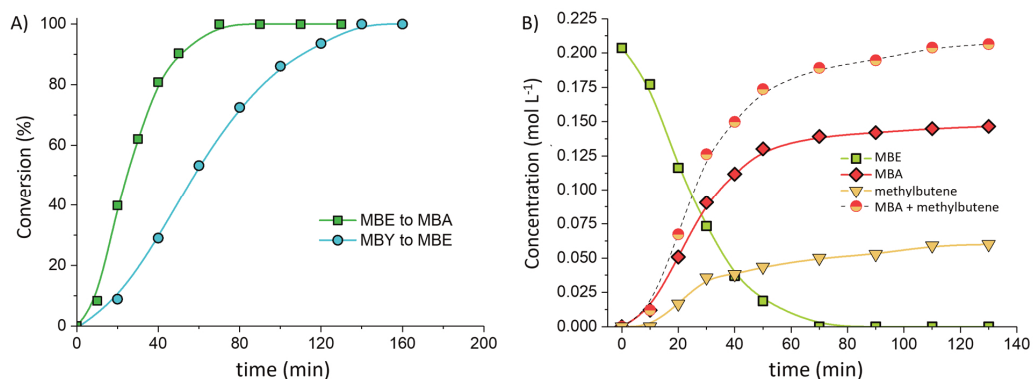 A)
Conversion (%)
100
80
60
40
20
0
0 40 80 120 160 200
time (min)
MBE to MBA
MBY to MBE
B)
Concentration (mol L⁻¹)
0.225
0.200
0.175
0.150
0.125
0.100
0.075
0.050
0.025
0.000
0 20 40 60 80 100 120 140
time (min)
MBE
MBA
methylbutene
MBA + methylbutene